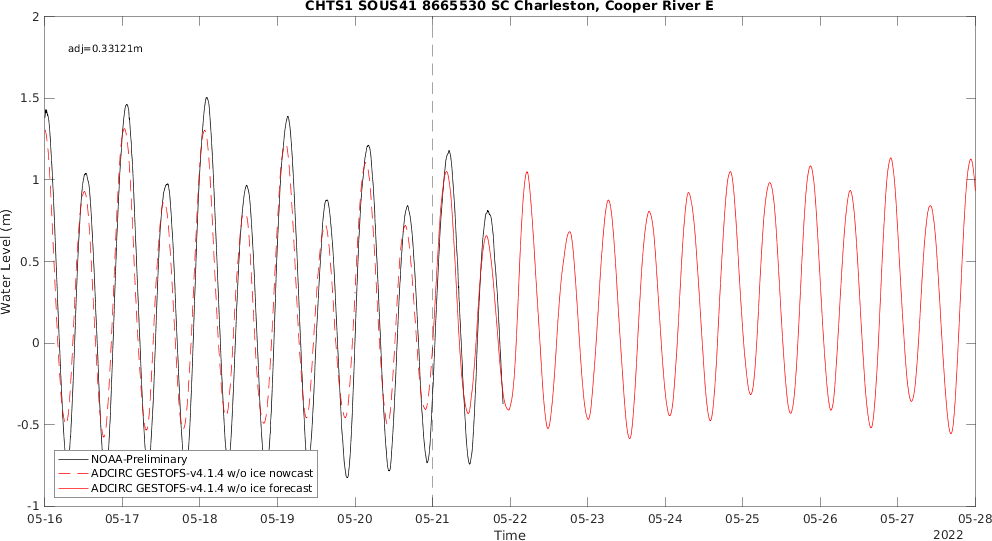 CHTS1 SOUS41 8665530 SC Charleston, Cooper River E
2
adj=0.33121m
1.5
1
0.5
0
-0.5
-1
Water Level (m)
NOAA-Preliminary
ADCIRC GESTOFS-v4.1.4 w/o ice nowcast
ADCIRC GESTOFS-v4.1.4 w/o ice forecast
05-16 05-17 05-18 05-19 05-20 05-21 05-22 05-23 05-24 05-25 05-26 05-27 05-28
Time
2022